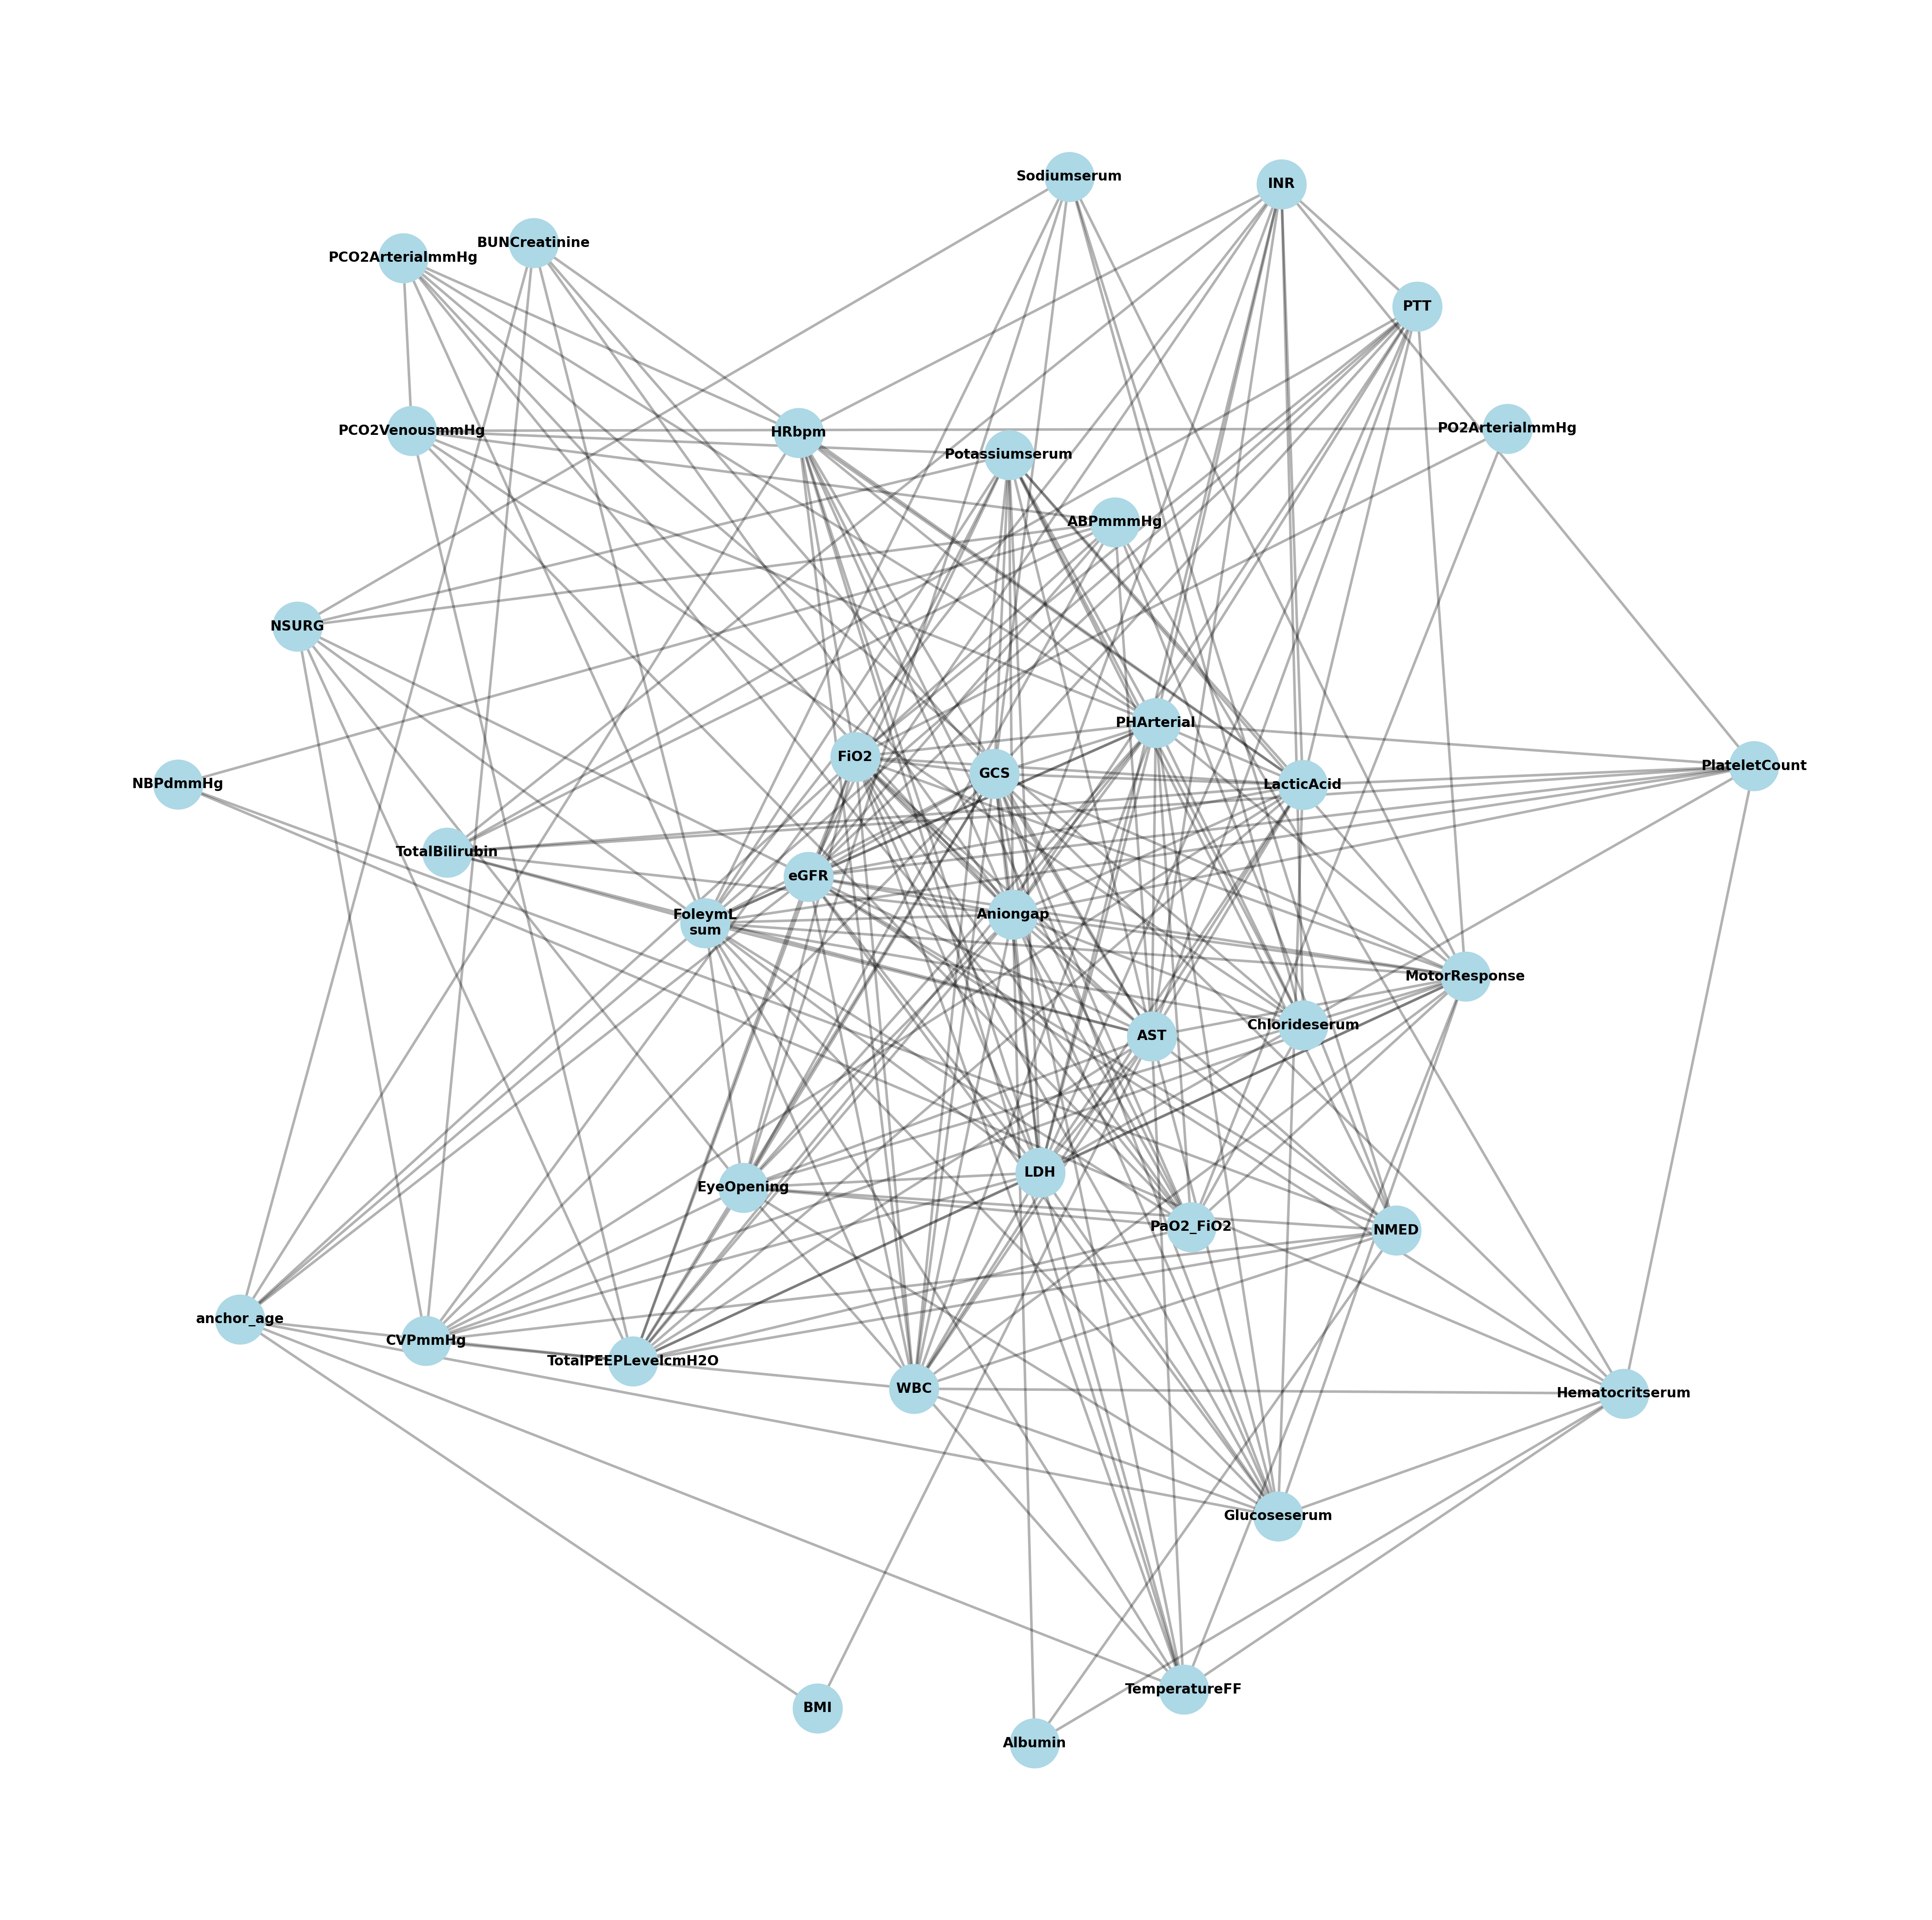 Sodiumserum
INR
BUNCreatinine
PCO2ArterialmmHg
PTT
PO2ArterialmmHg
PCO2VenousmmHg
HRbpm
Potassiumserum
ABPmmmHg
NSURG
PHArterial
FiO2
GCS
LacticAcid
PlateletCount
NBPdmmHg
TotalBilirubin
eGFR
FoleymL
sum
Aniongap
MotorResponse
Chlorideserum
AST
LDH
EyeOpening
PaO2_FiO2
NMED
anchor_age
CVPmmHg
TotalPEEPLevelcmH2O
WBC
Hematocritserum
Glucoseserum
TemperatureFF
BMI
Albumin